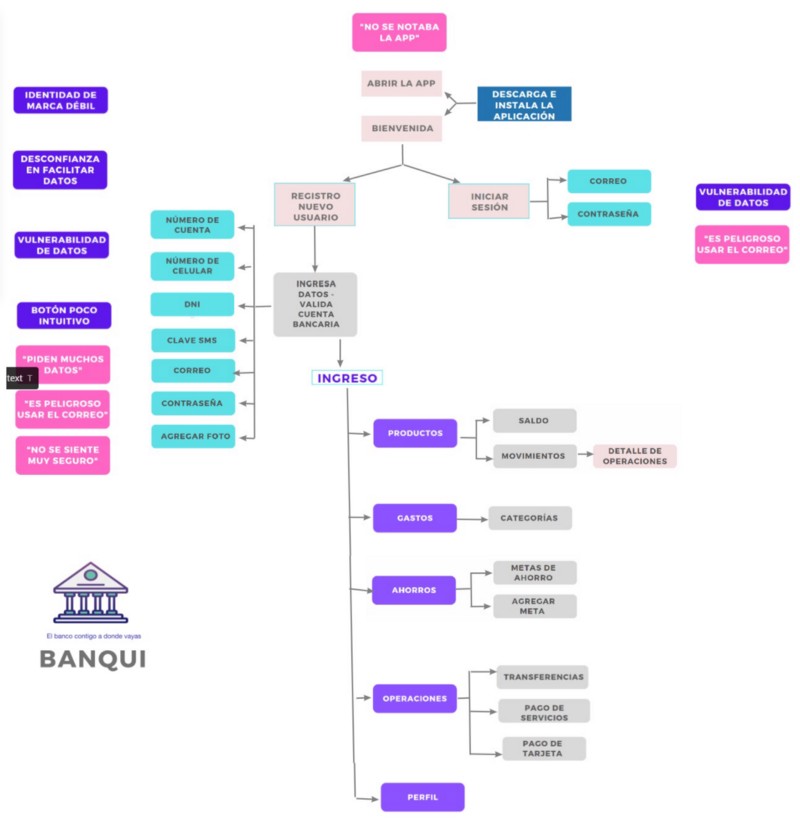 "NO SE NOTABA
LA APP"
ABRIR LA APP
DESCARGA E
INSTALA LA
APLICACIÓN
BIENVENIDA
IDENTIDAD DE
MARCA DÉBIL
DESCONFIANZA
EN FACILITAR
DATOS
VULNERABILIDAD
DE DATOS
BOTÓN POCO
INTUITIVO
"PIDEN MUCHOS
DATOS"
text T
"ES PELIGROSO
USAR EL CORREO"
"NO SE SIENTE
MUY SEGURO"
REGISTRO
NUEVO
USUARIO
INICIAR
SESIÓN
CORREO
CONTRASEÑA
VULNERABILIDAD
DE DATOS
"ES PELIGROSO
USAR EL CORREO"
NÚMERO DE
CUENTA
NÚMERO DE
CELULAR
DNI
CLAVE SMS
CORREO
CONTRASEÑA
AGREGAR FOTO
INGRESA
DATOS -
VALIDA
CUENTA
BANCARIA
INGRESO
PRODUCTOS
SALDO
MOVIMIENTOS
DETALLE DE
OPERACIONES
GASTOS
CATEGORÍAS
AHORROS
METAS DE
AHORRO
AGREGAR
META
OPERACIONES
TRANSFERENCIAS
PAGO DE
SERVICIOS
PAGO DE
TARJETA
PERFIL
El banco contigo a donde vayas
BANQUI